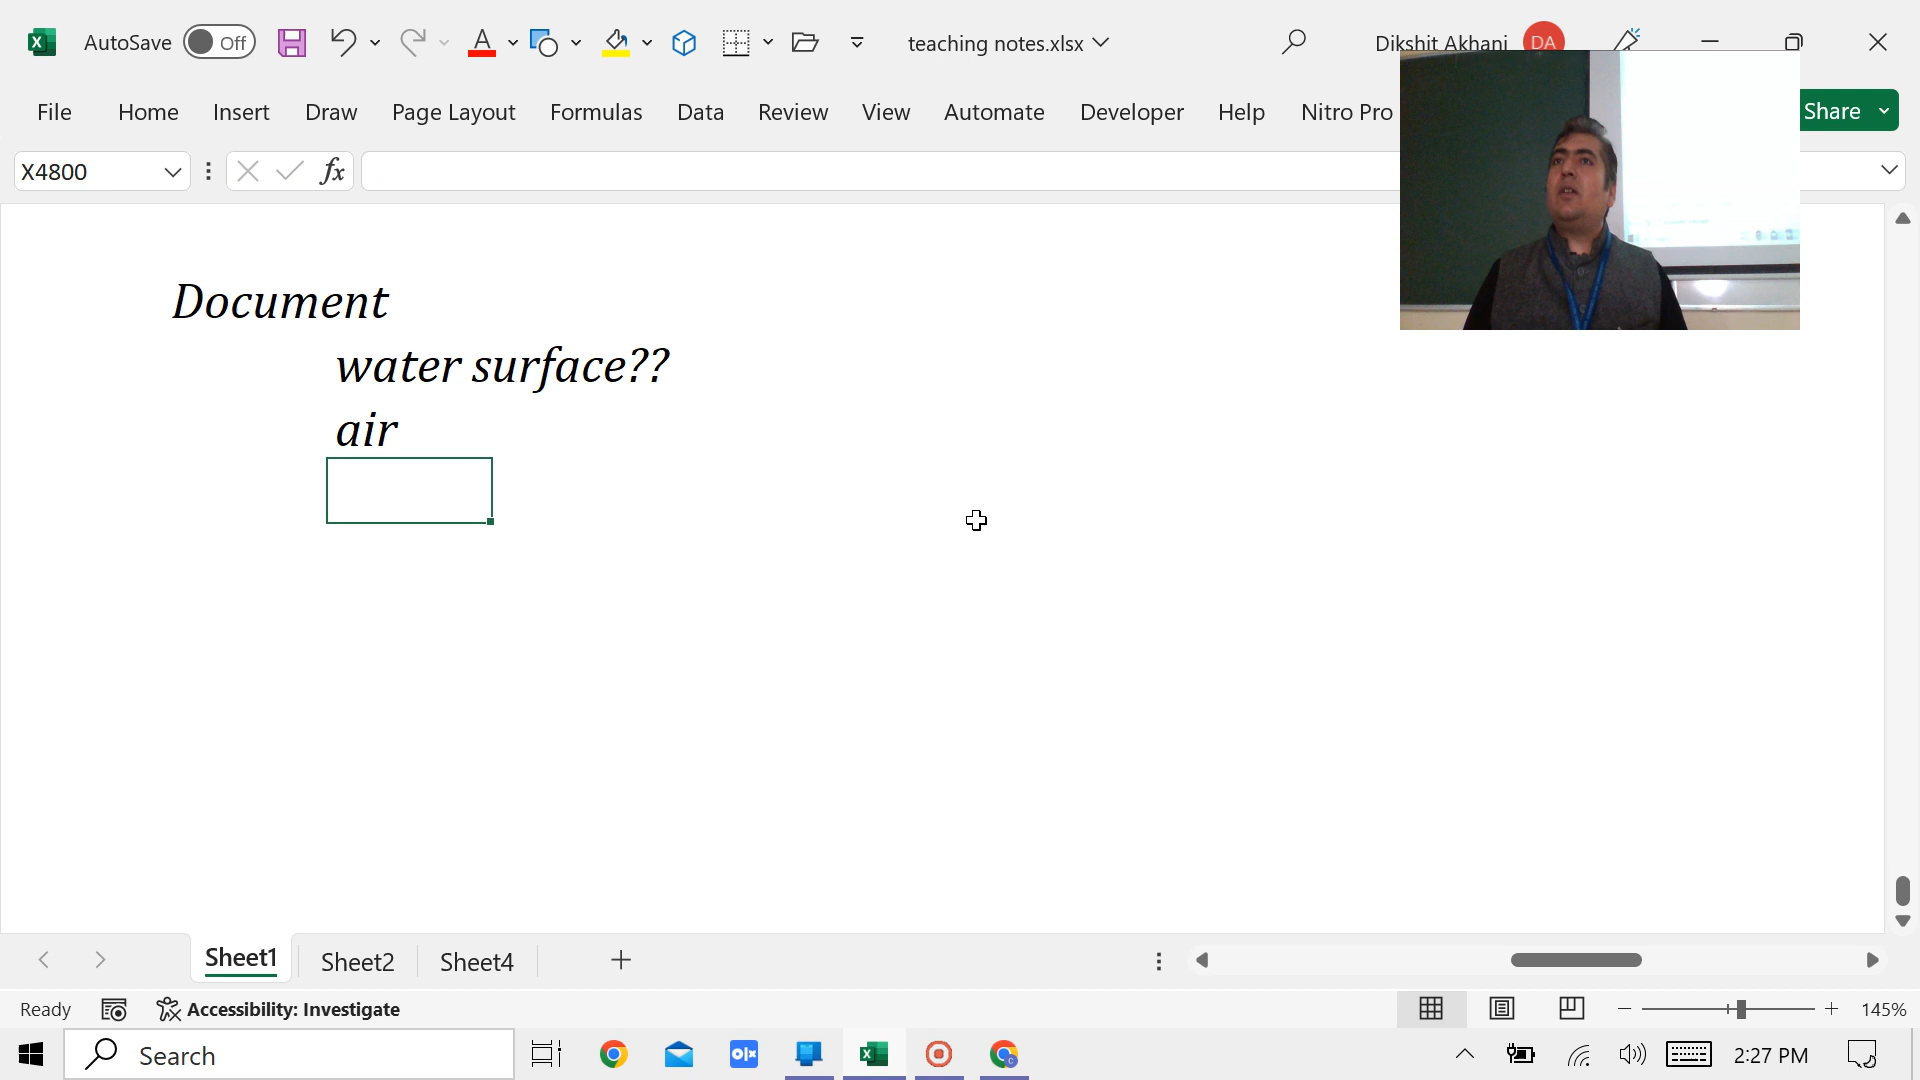 AutoSave Off
teaching notes.xlsx
Dikshit Akhani DA
File Home Insert Draw Page Layout Formulas Data Review View Automate Developer Help Nitro Pro Share
X4800 fx
Document
water surface??
air
Sheet1 Sheet2 Sheet4
Ready Accessibility: Investigate 145%
Search olx 2:27 PM